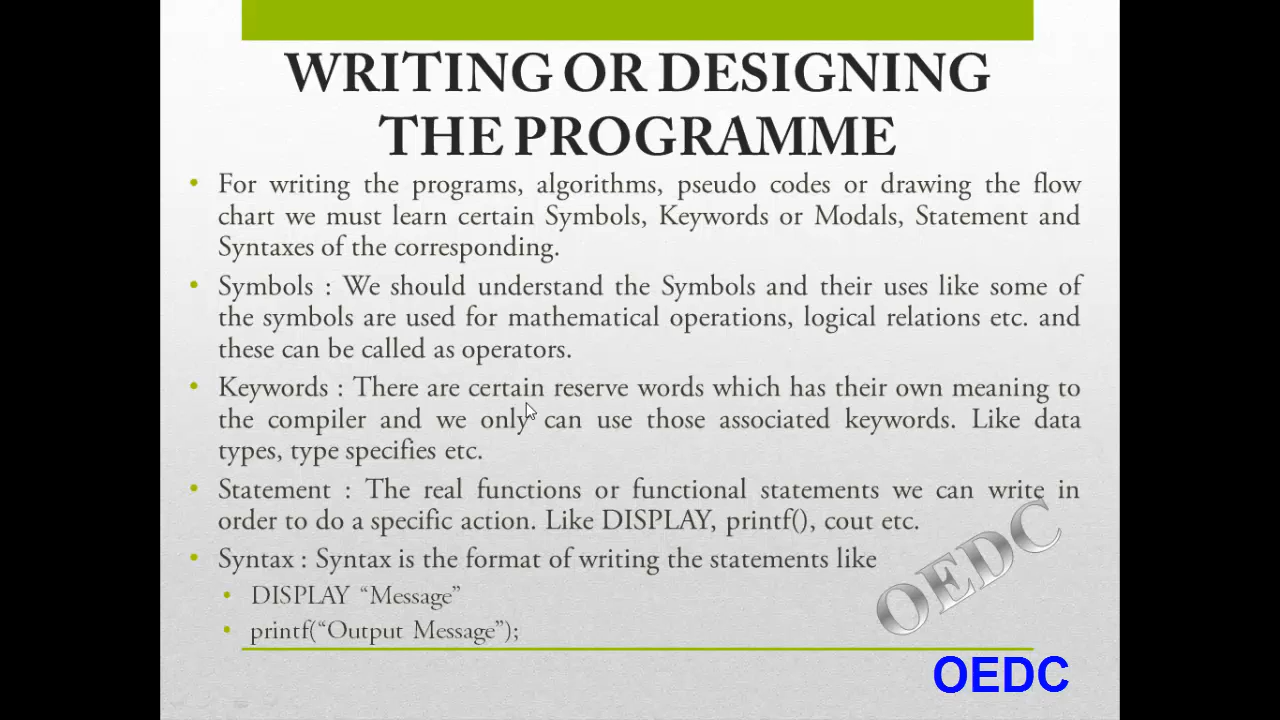 WRITING OR DESIGNING
THE PROGRAMME
• For writing the programs, algorithms, pseudo codes or drawing the flow
chart we must learn certain Symbols, Keywords or Modals, Statement and
Syntaxes of the corresponding.
• Symbols : We should understand the Symbols and their uses like some of
the symbols are used for mathematical operations, logical relations etc. and
these can be called as operators.
• Keywords : There are certain reserve words which has their own meaning to
the compiler and we only can use those associated keywords. Like data
types, type specifies etc.
• Statement : The real functions or functional statements we can write in
order to do a specific action. Like DISPLAY, printf(), cout etc.
• Syntax : Syntax is the format of writing the statements like
• DISPLAY “Message”
• printf(“Output Message”);
OEDC
OEDC